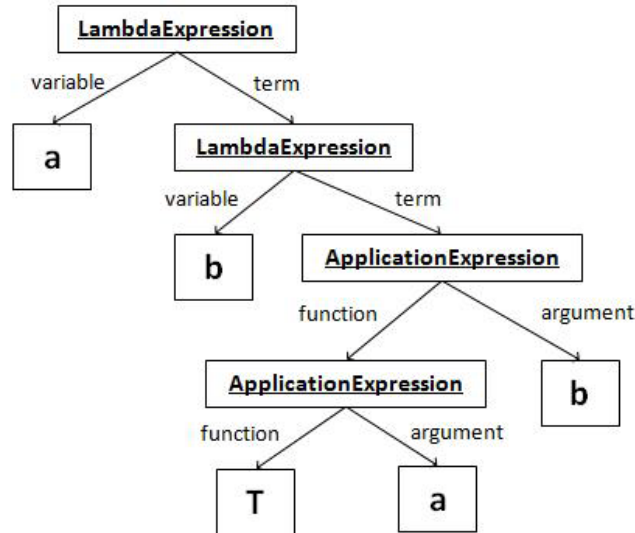 LambdaExpression
variable
term
a
LambdaExpression
variable
term
b
ApplicationExpression
function
argument
ApplicationExpression
b
function
argument
T
a